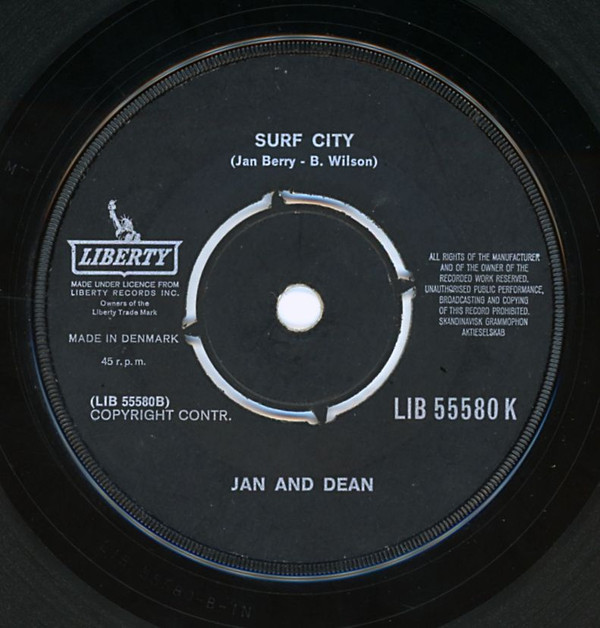 SURF CITY
(Jan Berry - B. Wilson)
LIBERTY
MADE UNDER LICENCE FROM
LIBERTY RECORDS INC.
Owners of the
Liberty Trade Mark
MADE IN DENMARK
45 r.p.m.
ALL RIGHTS OF THE MANUFACTURER
AND OF THE OWNER OF THE
RECORDED WORK RESERVED.
UNAUTHORISED PUBLIC PERFORMANCE,
BROADCASTING AND COPYING
OF THIS RECORD PROHIBITED.
SKANDINAVISK GRAMMOPHON
AKTIESELSKAB
(LIB 55580B)
COPYRIGHT CONTR.
LIB 55580 K
JAN AND DEAN